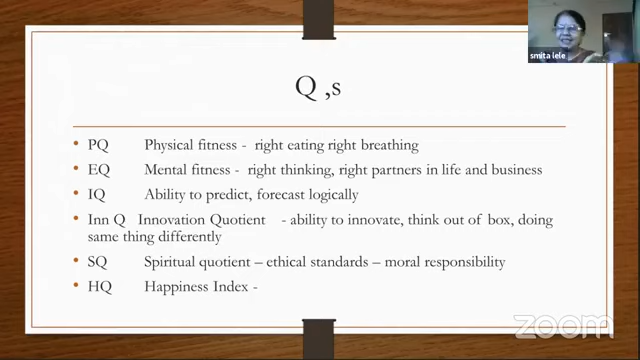 smita lele
Q ,s
• PQ Physical fitness - right eating right breathing
• EQ Mental fitness - right thinking, right partners in life and business
• IQ Ability to predict, forecast logically
• Inn Q Innovation Quotient - ability to innovate, think out of box, doing
same thing differently
• SQ Spiritual quotient – ethical standards – moral responsibility
• HQ Happiness Index -
zoom